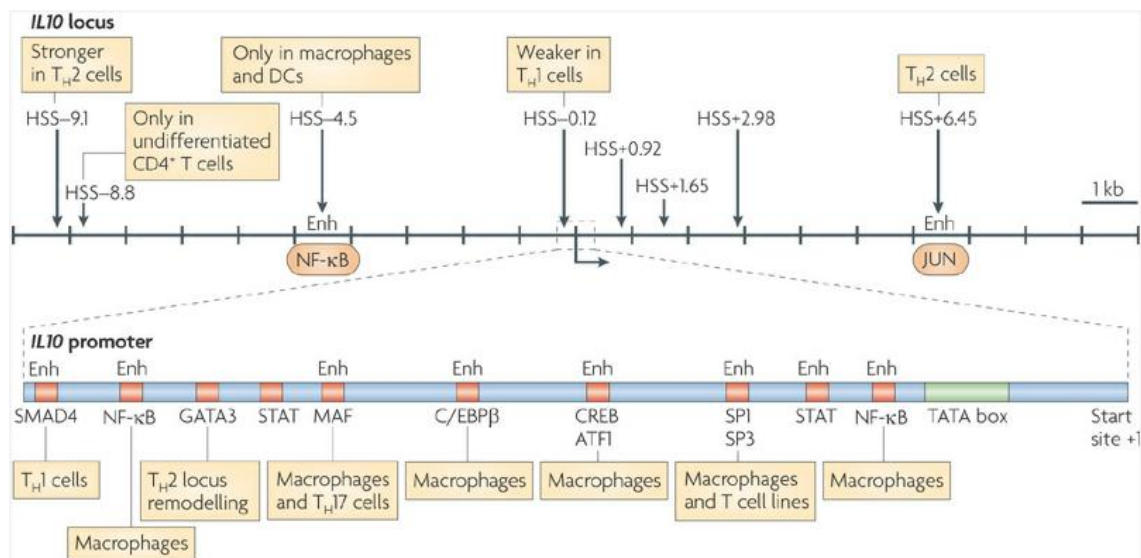 IL10 locus
Stronger
in TH2 cells
Only in macrophages
and DCs
Weaker in
TH1 cells
TH2 cells
HSS–9.1
Only in
undifferentiated
CD4+ T cells
HSS–4.5
HSS–0.12
HSS+2.98
HSS+6.45
HSS+0.92
HSS–8.8
HSS+1.65
1 kb
Enh
Enh
NF-κB
JUN
IL10 promoter
Enh
Enh
Enh
Enh
Enh
Enh
Enh
Enh
SMAD4
NF-κB
GATA3
STAT
MAF
C/EBPβ
CREB
ATF1
SP1
SP3
STAT
NF-κB
TATA box
Start
site +1
TH1 cells
Macrophages
TH2 locus
remodelling
Macrophages
and TH17 cells
Macrophages
Macrophages
Macrophages
and T cell lines
Macrophages